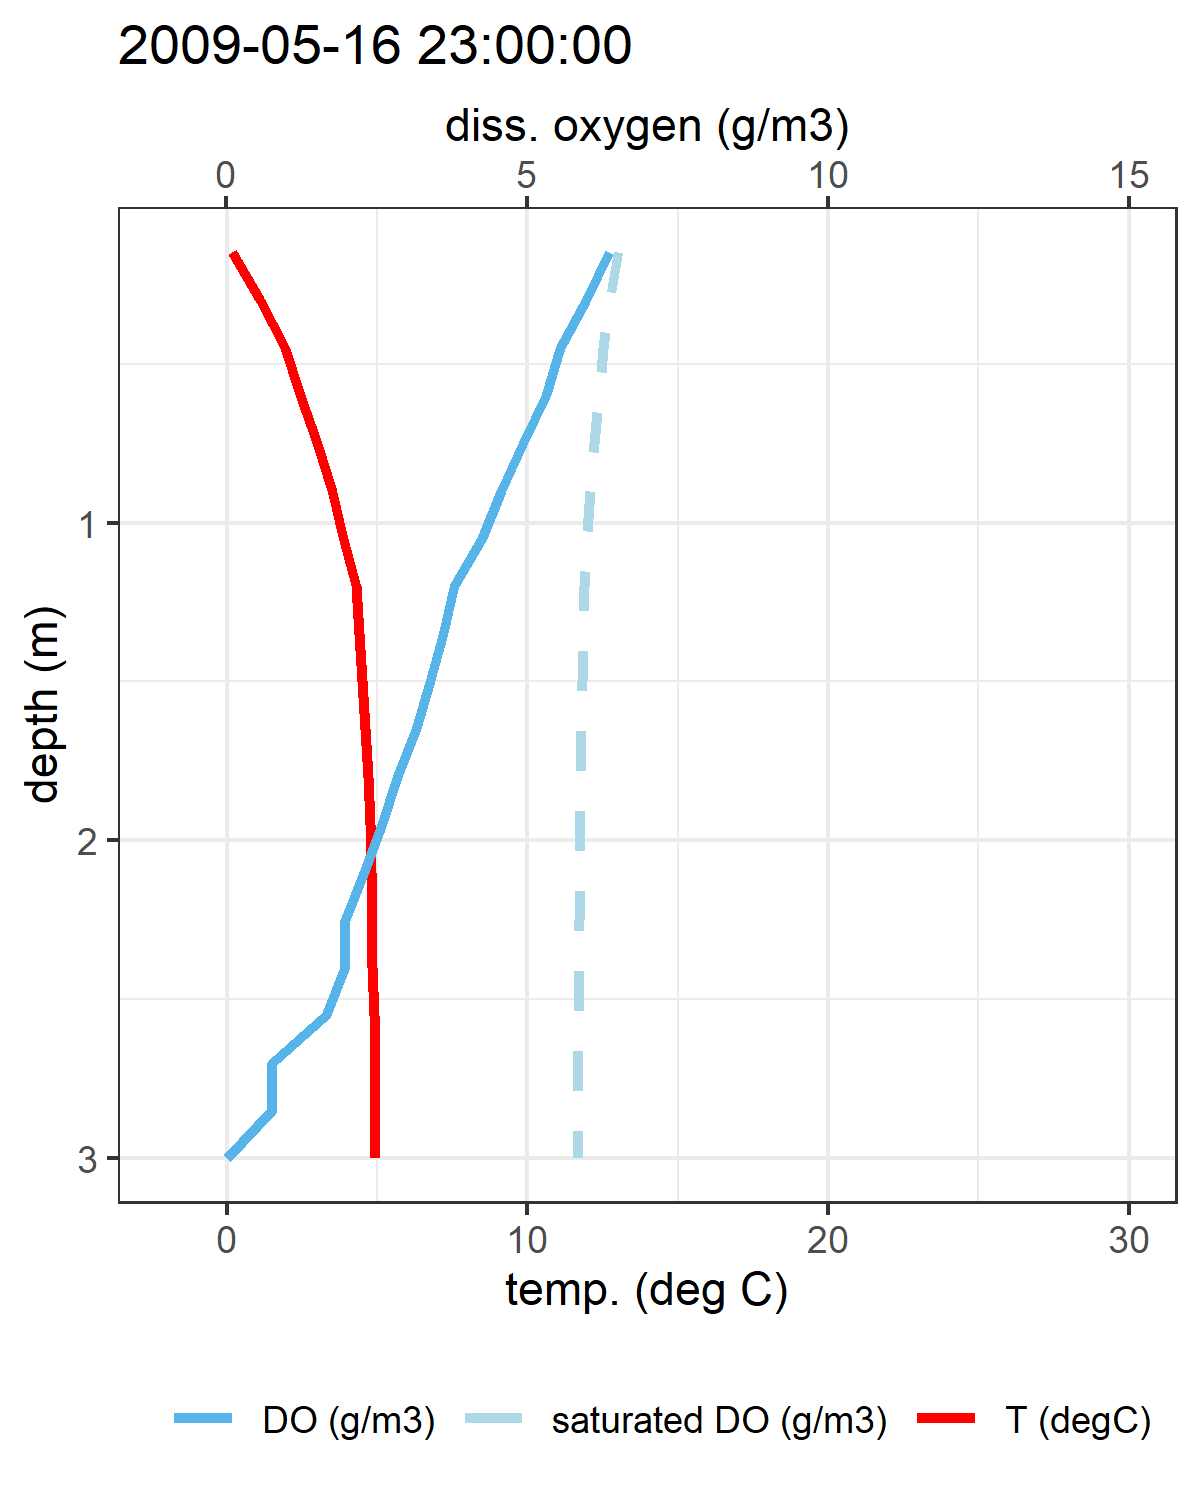 2009-05-16 23:00:00
diss. oxygen (g/m3)
0 5 10 15
1
2
3
depth (m)
0 10 20 30
temp. (deg C)
DO (g/m3) saturated DO (g/m3) T (degC)